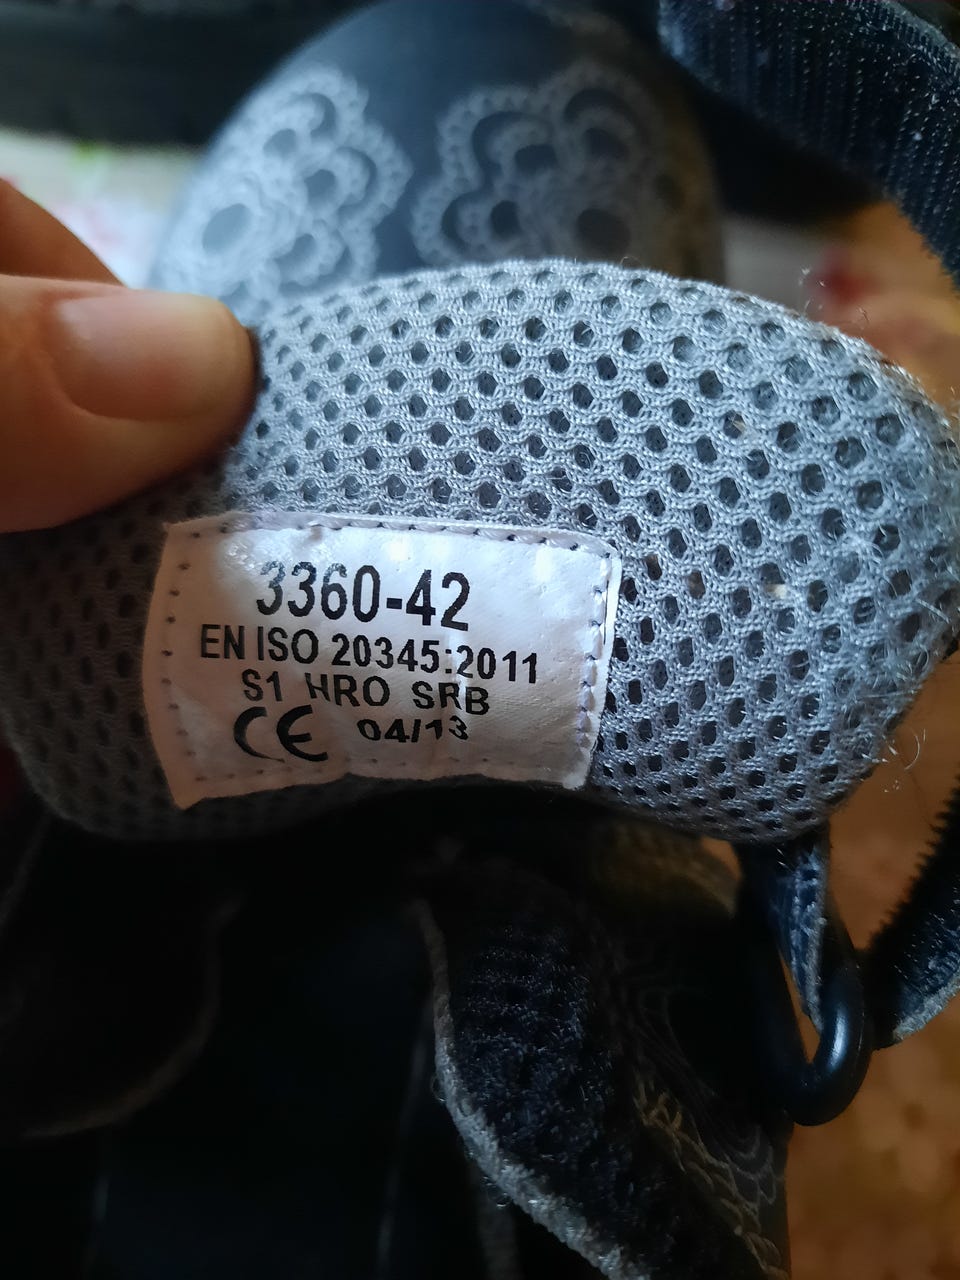 3360-42
EN ISO 20345:2011
S1 HRO SRB
CE 04/13